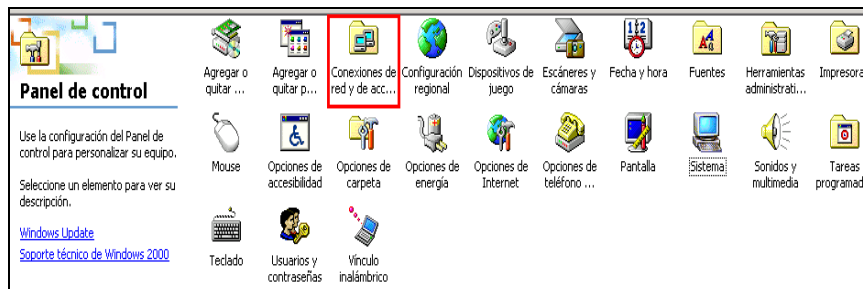 Panel de control
Use la configuración del Panel de
control para personalizar su equipo.
Seleccione un elemento para ver su
descripción.
Windows Update
Soporte técnico de Windows 2000
Agregar o
quitar ...
Agregar o
quitar p...
Conexiones de
red y de acc...
Configuración
regional
Dispositivos de
juego
Escáneres y
cámaras
Fecha y hora
Fuentes
Herramientas
administrati...
Impresora
Mouse
Opciones de
accesibilidad
Opciones de
carpeta
Opciones de
energía
Opciones de
Internet
Opciones de
teléfono ...
Pantalla
Sistema
Sonidos y
multimedia
Tareas
programad
Teclado
Usuarios y
contraseñas
Vínculo
inalámbrico